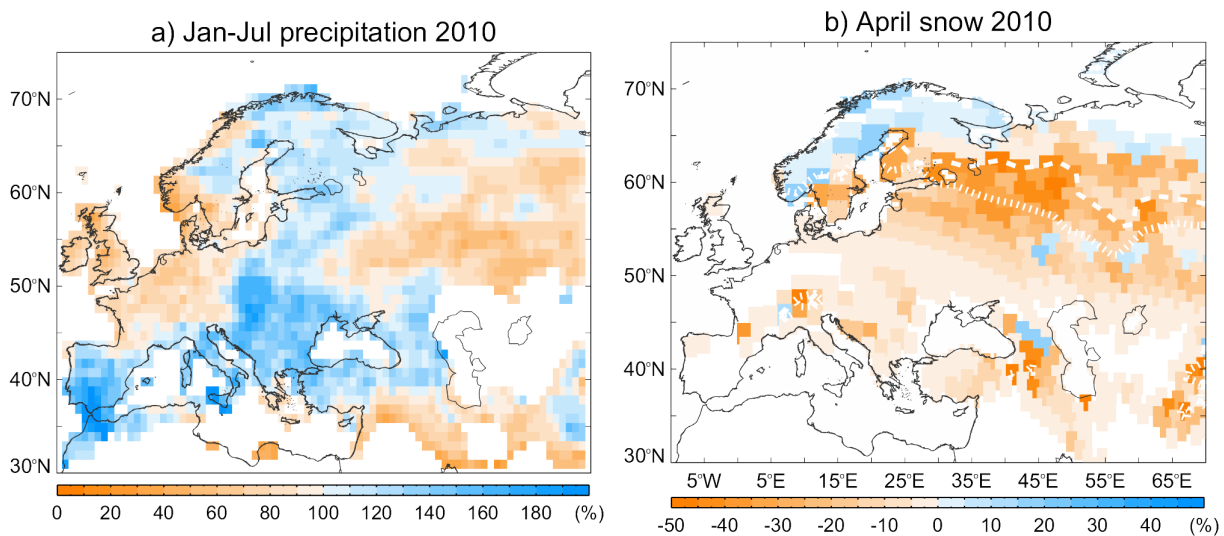 a) Jan-Jul precipitation 2010
70°N
60°N
50°N
40°N
30°N
0 20 40 60 80 100 120 140 160 180 (%)
b) April snow 2010
70°N
60°N
50°N
40°N
30°N
5°W 5°E 15°E 25°E 35°E 45°E 55°E 65°E
-50 -40 -30 -20 -10 0 10 20 30 40 (%)